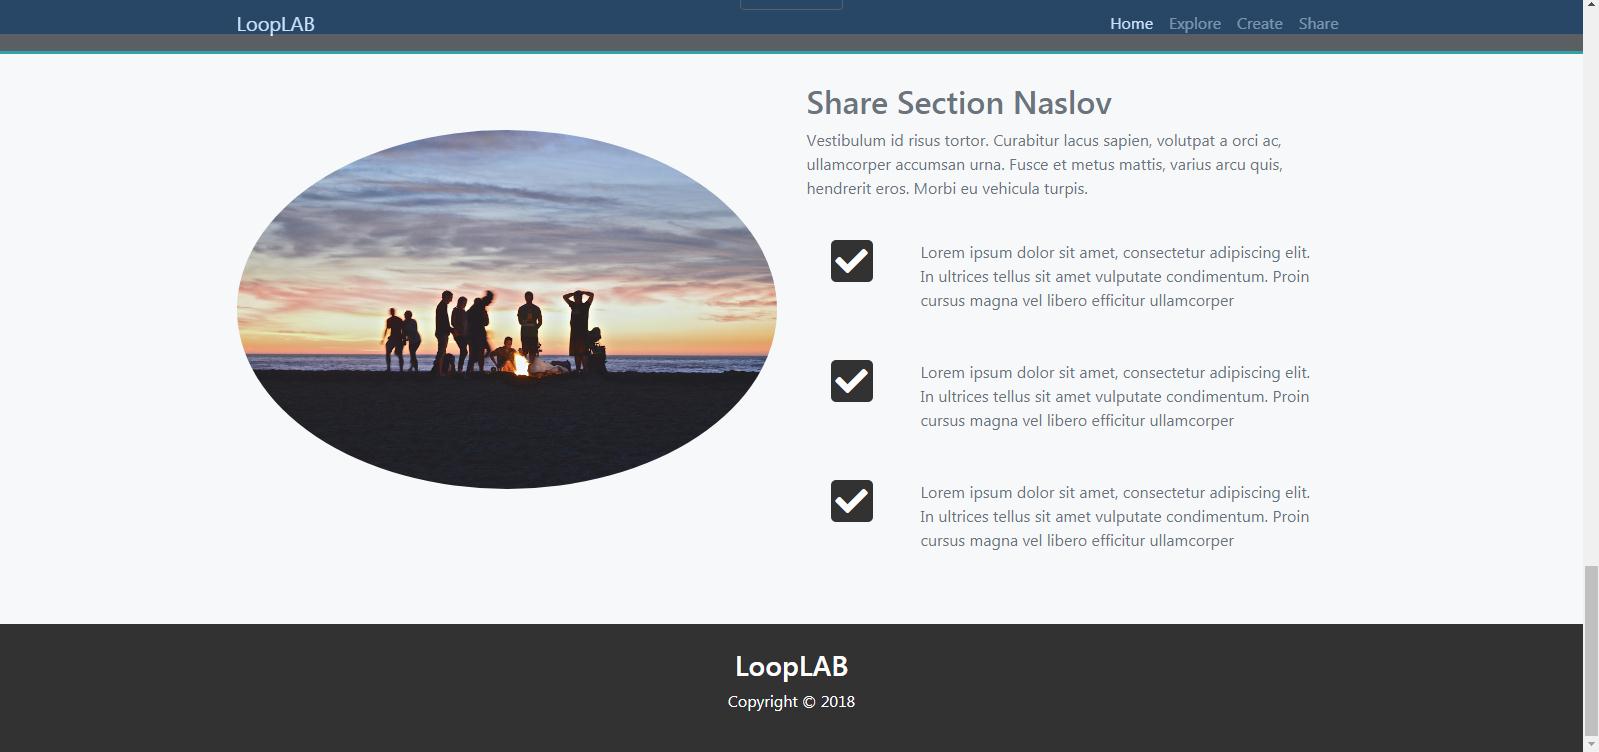 LoopLAB
Home Explore Create Share
Share Section Naslov
Vestibulum id risus tortor. Curabitur lacus sapien, volutpat a orci ac,
ullamcorper accumsan urna. Fusce et metus mattis, varius arcu quis,
hendrerit eros. Morbi eu vehicula turpis.
Lorem ipsum dolor sit amet, consectetur adipiscing elit.
In ultrices tellus sit amet vulputate condimentum. Proin
cursus magna vel libero efficitur ullamcorper
Lorem ipsum dolor sit amet, consectetur adipiscing elit.
In ultrices tellus sit amet vulputate condimentum. Proin
cursus magna vel libero efficitur ullamcorper
Lorem ipsum dolor sit amet, consectetur adipiscing elit.
In ultrices tellus sit amet vulputate condimentum. Proin
cursus magna vel libero efficitur ullamcorper
LoopLAB
Copyright © 2018